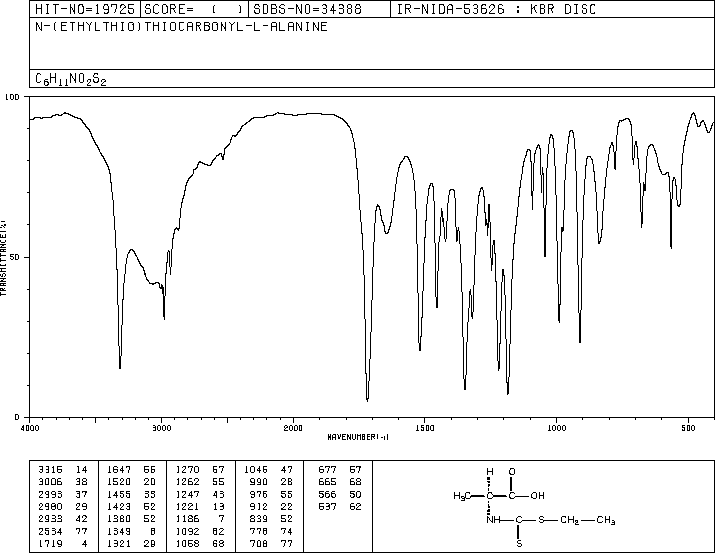 HIT-NO=19725 SCORE= ( ) SDBS-NO=34388 IR-NIDA-53626 : KBR DISC
N-(ETHYLTHIO)THIOCARBONYL-L-ALANINE
C6H11NO2S2
TRANSMITTANCE(%)
100
50
0
4000 3000 2000 1500 1000 500
WAVENUMBER(-1)
3315 14 1647 56 1270 57 1045 47 677 57
3006 38 1520 20 1262 55 990 28 665 68
2993 37 1455 33 1247 45 976 55 566 50
2980 29 1423 52 1221 13 912 22 537 62
2933 42 1380 52 1186 7 839 52
2534 77 1349 8 1092 62 778 74
1719 4 1321 29 1058 68 708 77
H O
H3C OH
NH S CH2 CH3
S